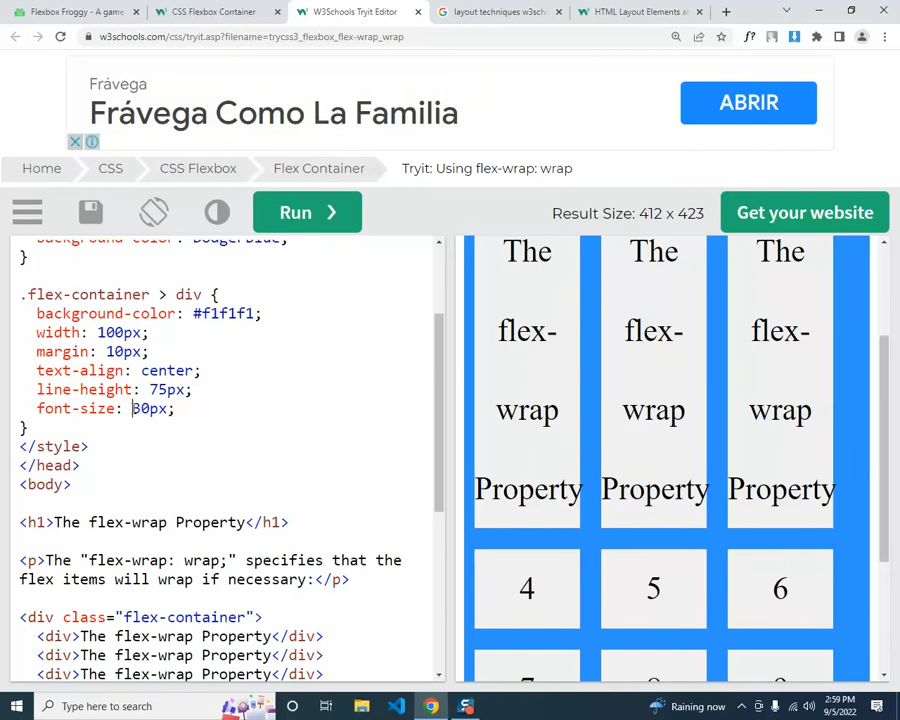 Flexbox Froggy - A game
CSS Flexbox Container
W3Schools Tryit Editor
layout techniques w3sch
HTML Layout Elements a
w3schools.com/css/tryit.asp?filename=trycss3_flexbox_flex-wrap_wrap
f?
Frávega
Frávega Como La Familia
ABRIR
Home
CSS
CSS Flexbox
Flex Container
Tryit: Using flex-wrap: wrap
Run ❯
Result Size: 412 x 423
Get your website
background-color: DodgerBlue;
}
.flex-container > div {
background-color: #f1f1f1;
width: 100px;
margin: 10px;
text-align: center;
line-height: 75px;
font-size: 30px;
}
</style>
</head>
<body>
<h1>The flex-wrap Property</h1>
<p>The "flex-wrap: wrap;" specifies that the
flex items will wrap if necessary:</p>
<div class="flex-container">
<div>The flex-wrap Property</div>
<div>The flex-wrap Property</div>
<div>The flex-wrap Property</div>
The The The
flex- flex- flex-
wrap wrap wrap
Property Property Property
4 5 6
7 8 9
Type here to search
Raining now
2:59 PM
9/5/2022